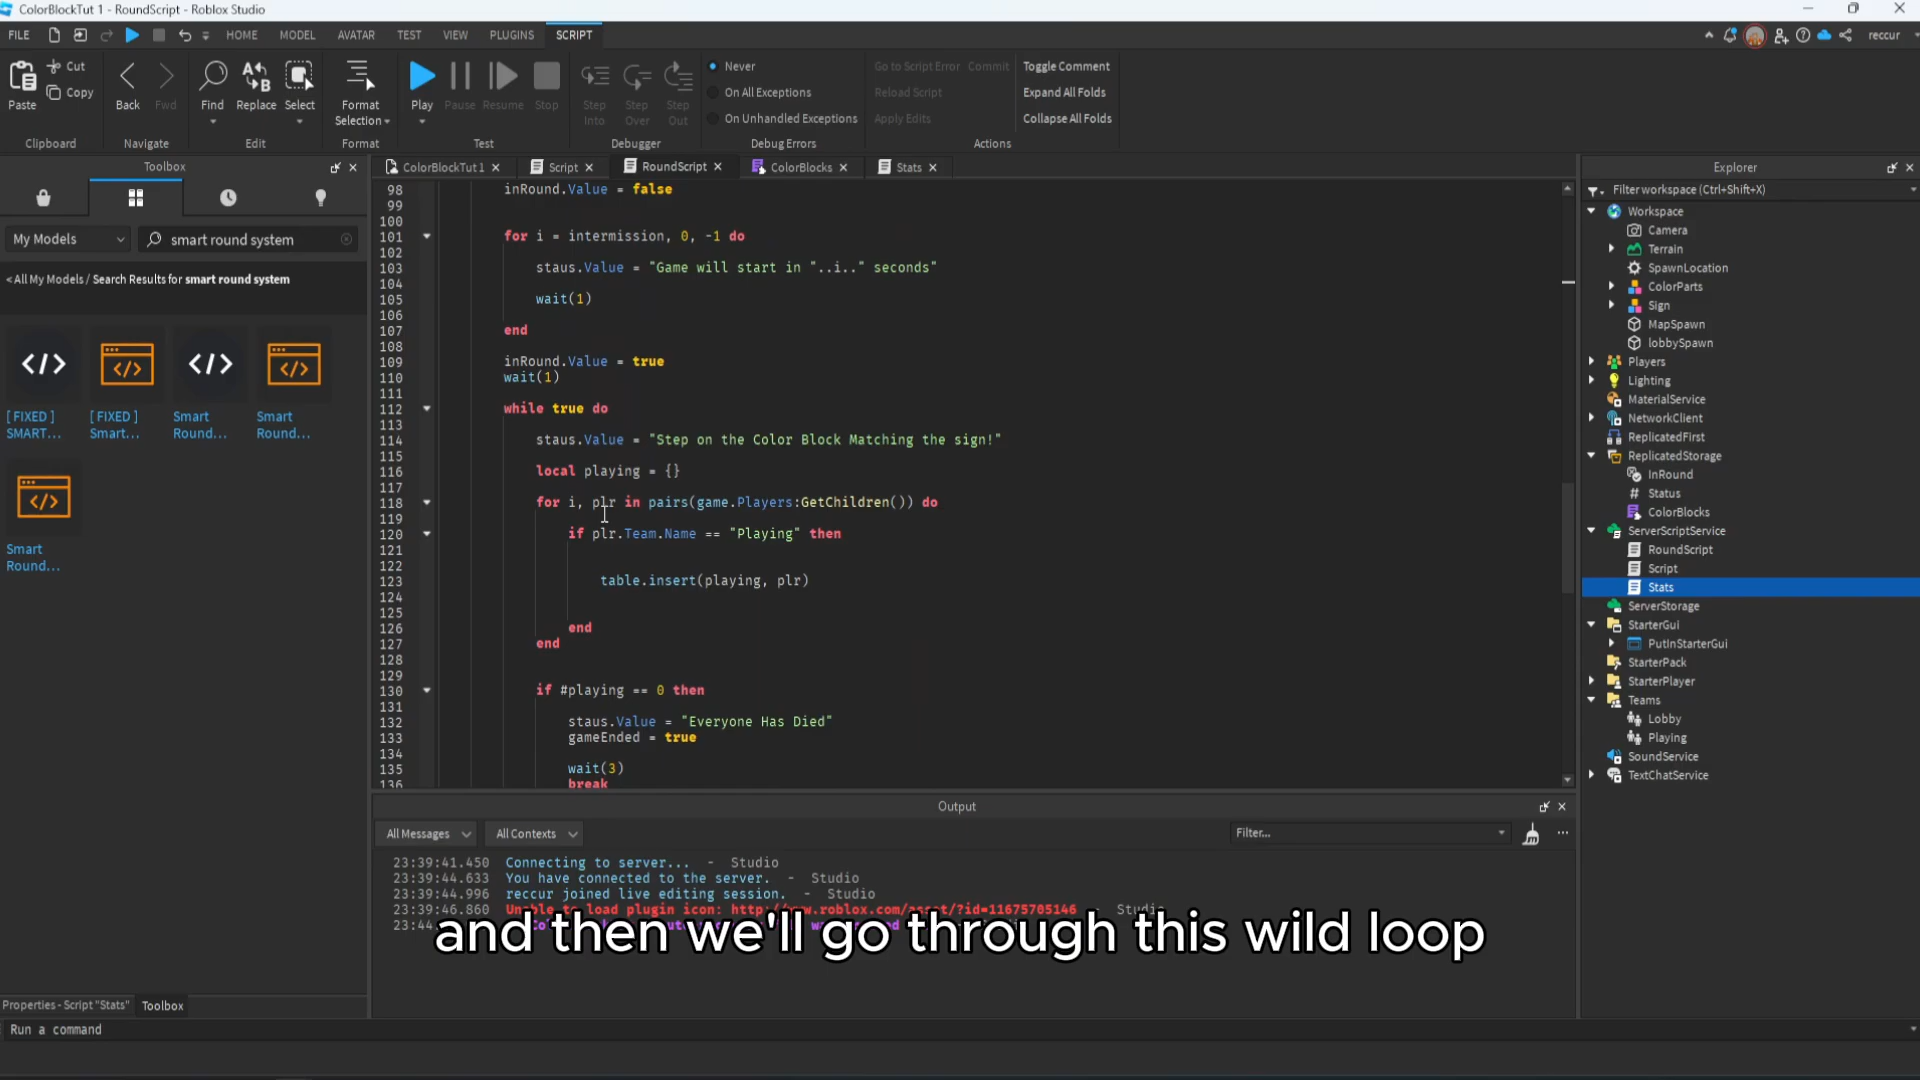 ColorBlockTut 1 - RoundScript - Roblox Studio
FILE HOME MODEL AVATAR TEST VIEW PLUGINS SCRIPT reccur
Paste Cut Copy Back Fwd Find Replace Select Format Selection Play Pause Resume Stop Step Into Step Over Step Out
Never
On All Exceptions
On Unhandled Exceptions
Go to Script Error Commit
Reload Script
Apply Edits
Toggle Comment
Expand All Folds
Collapse All Folds
Clipboard Navigate Edit Format Test Debugger Debug Errors Actions
Toolbox
My Models smart round system
< All My Models / Search Results for smart round system
[ FIXED ] SMART...
[ FIXED ] Smart...
Smart Round...
Smart Round...
Smart Round...
ColorBlockTut 1 Script RoundScript ColorBlocks Stats
98 inRound.Value = false
99
100
101 for i = intermission, 0, -1 do
102
103 staus.Value = "Game will start in "..i.." seconds"
104
105 wait(1)
106
107 end
108
109 inRound.Value = true
110 wait(1)
111
112 while true do
113
114 staus.Value = "Step on the Color Block Matching the sign!"
115
116 local playing = {}
117
118 for i, plr in pairs(game.Players:GetChildren()) do
119
120 if plr.Team.Name == "Playing" then
121
122
123 table.insert(playing, plr)
124
125
126 end
127 end
128
129
130 if #playing == 0 then
131
132 staus.Value = "Everyone Has Died"
133 gameEnded = true
134
135 wait(3)
136 break
Output
All Messages All Contexts Filter... ...
23:39:41.450 Connecting to server... - Studio
23:39:44.633 You have connected to the server. - Studio
23:39:44.996 reccur joined live editing session. - Studio
23:39:46.860 Unable to load plugin icon: http://www.roblox.com/asset/?id=11675705146 - Studio
and then we'll go through this wild loop
Properties - Script "Stats" Toolbox
Run a command
Explorer
Filter workspace (Ctrl+Shift+X)
Workspace
Camera
Terrain
SpawnLocation
ColorParts
Sign
MapSpawn
lobbySpawn
Players
Lighting
MaterialService
NetworkClient
ReplicatedFirst
ReplicatedStorage
InRound
Status
ColorBlocks
ServerScriptService
RoundScript
Script
Stats
ServerStorage
StarterGui
PutInStarterGui
StarterPack
StarterPlayer
Teams
Lobby
Playing
SoundService
TextChatService